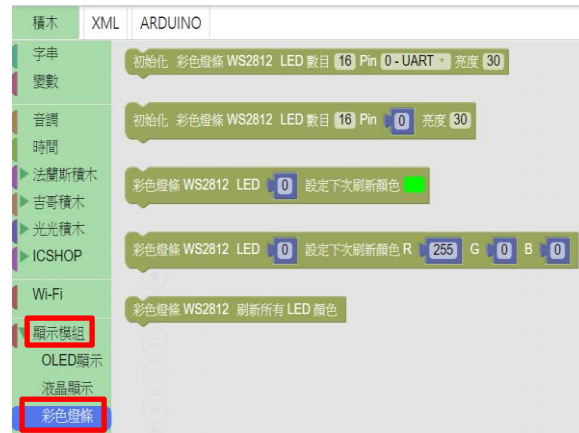 積木 XML ARDUINO
字串
變數
音調
時間
法蘭斯積木
吉哥積木
光光積木
ICSHOP
Wi-Fi
顯示模組
OLED顯示
液晶顯示
彩色燈條
初始化 彩色燈條 WS2812 LED 數目 16 Pin 0 - UART 亮度 30
初始化 彩色燈條 WS2812 LED 數目 16 Pin 0 亮度 30
彩色燈條 WS2812 LED 0 設定下次刷新顏色
彩色燈條 WS2812 LED 0 設定下次刷新顏色 R 255 G 0 B 0
彩色燈條 WS2812 刷新所有 LED 顏色